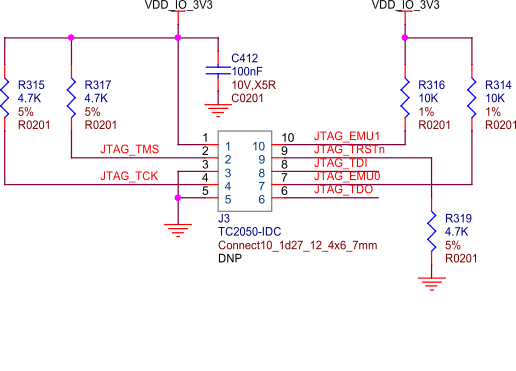 VDD_IO_3V3
VDD_IO_3V3
C412
100nF
10V,X5R
C0201
R315
4.7K
5%
R0201
R317
4.7K
5%
R0201
R316
10K
1%
R0201
R314
10K
1%
R0201
1 1 10 10 JTAG_EMU1
JTAG_TMS 2 2 9 9 JTAG_TRSTn
3 3 8 8 JTAG_TDI
JTAG_TCK 4 4 7 7 JTAG_EMU0
5 5 6 6 JTAG_TDO
J3
TC2050-IDC
Connect10_1d27_12_4x6_7mm
DNP
R319
4.7K
5%
R0201